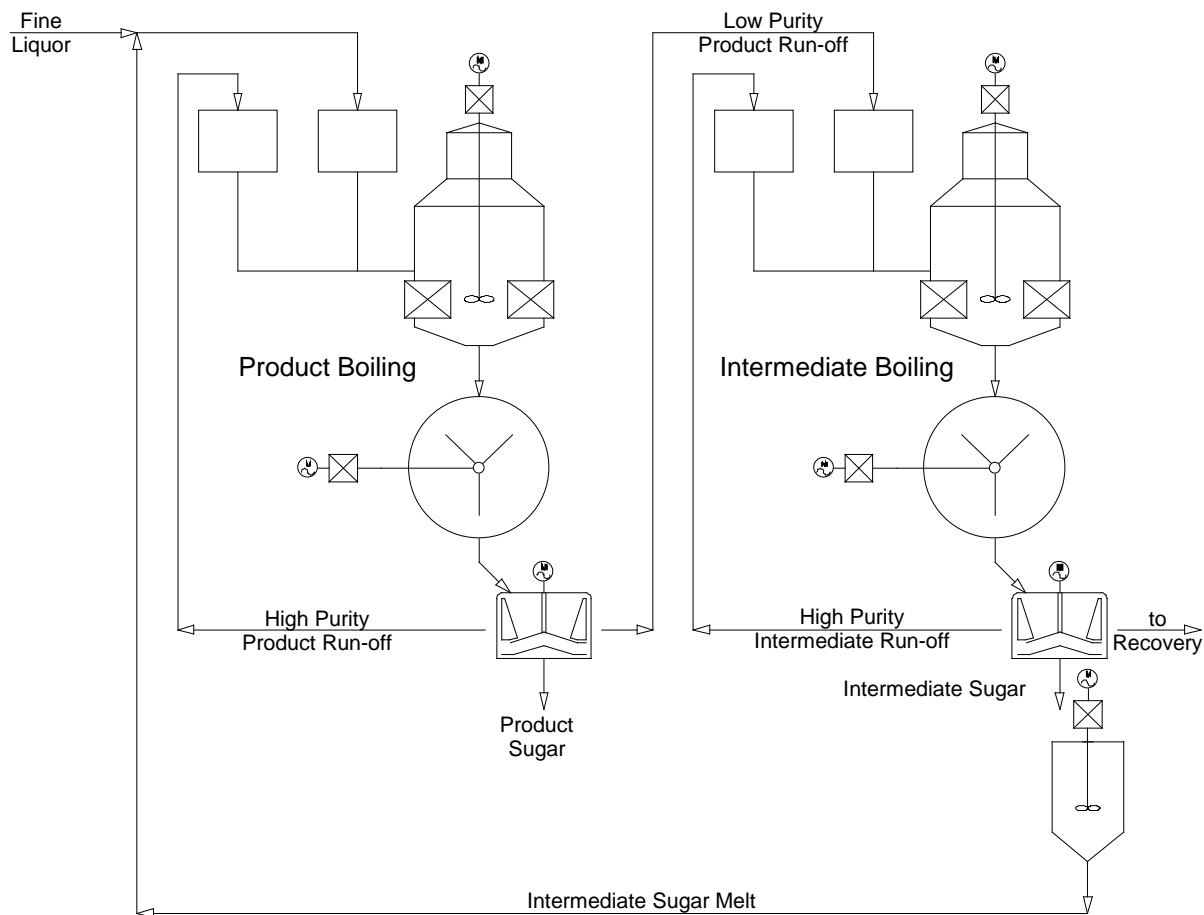 Fine
Liquor
Low Purity
Product Run-off
M
M
Product Boiling
Intermediate Boiling
M
M
M
M
High Purity
Product Run-off
High Purity
Intermediate Run-off
to
Recovery
M
Intermediate Sugar
Product
Sugar
Intermediate Sugar Melt